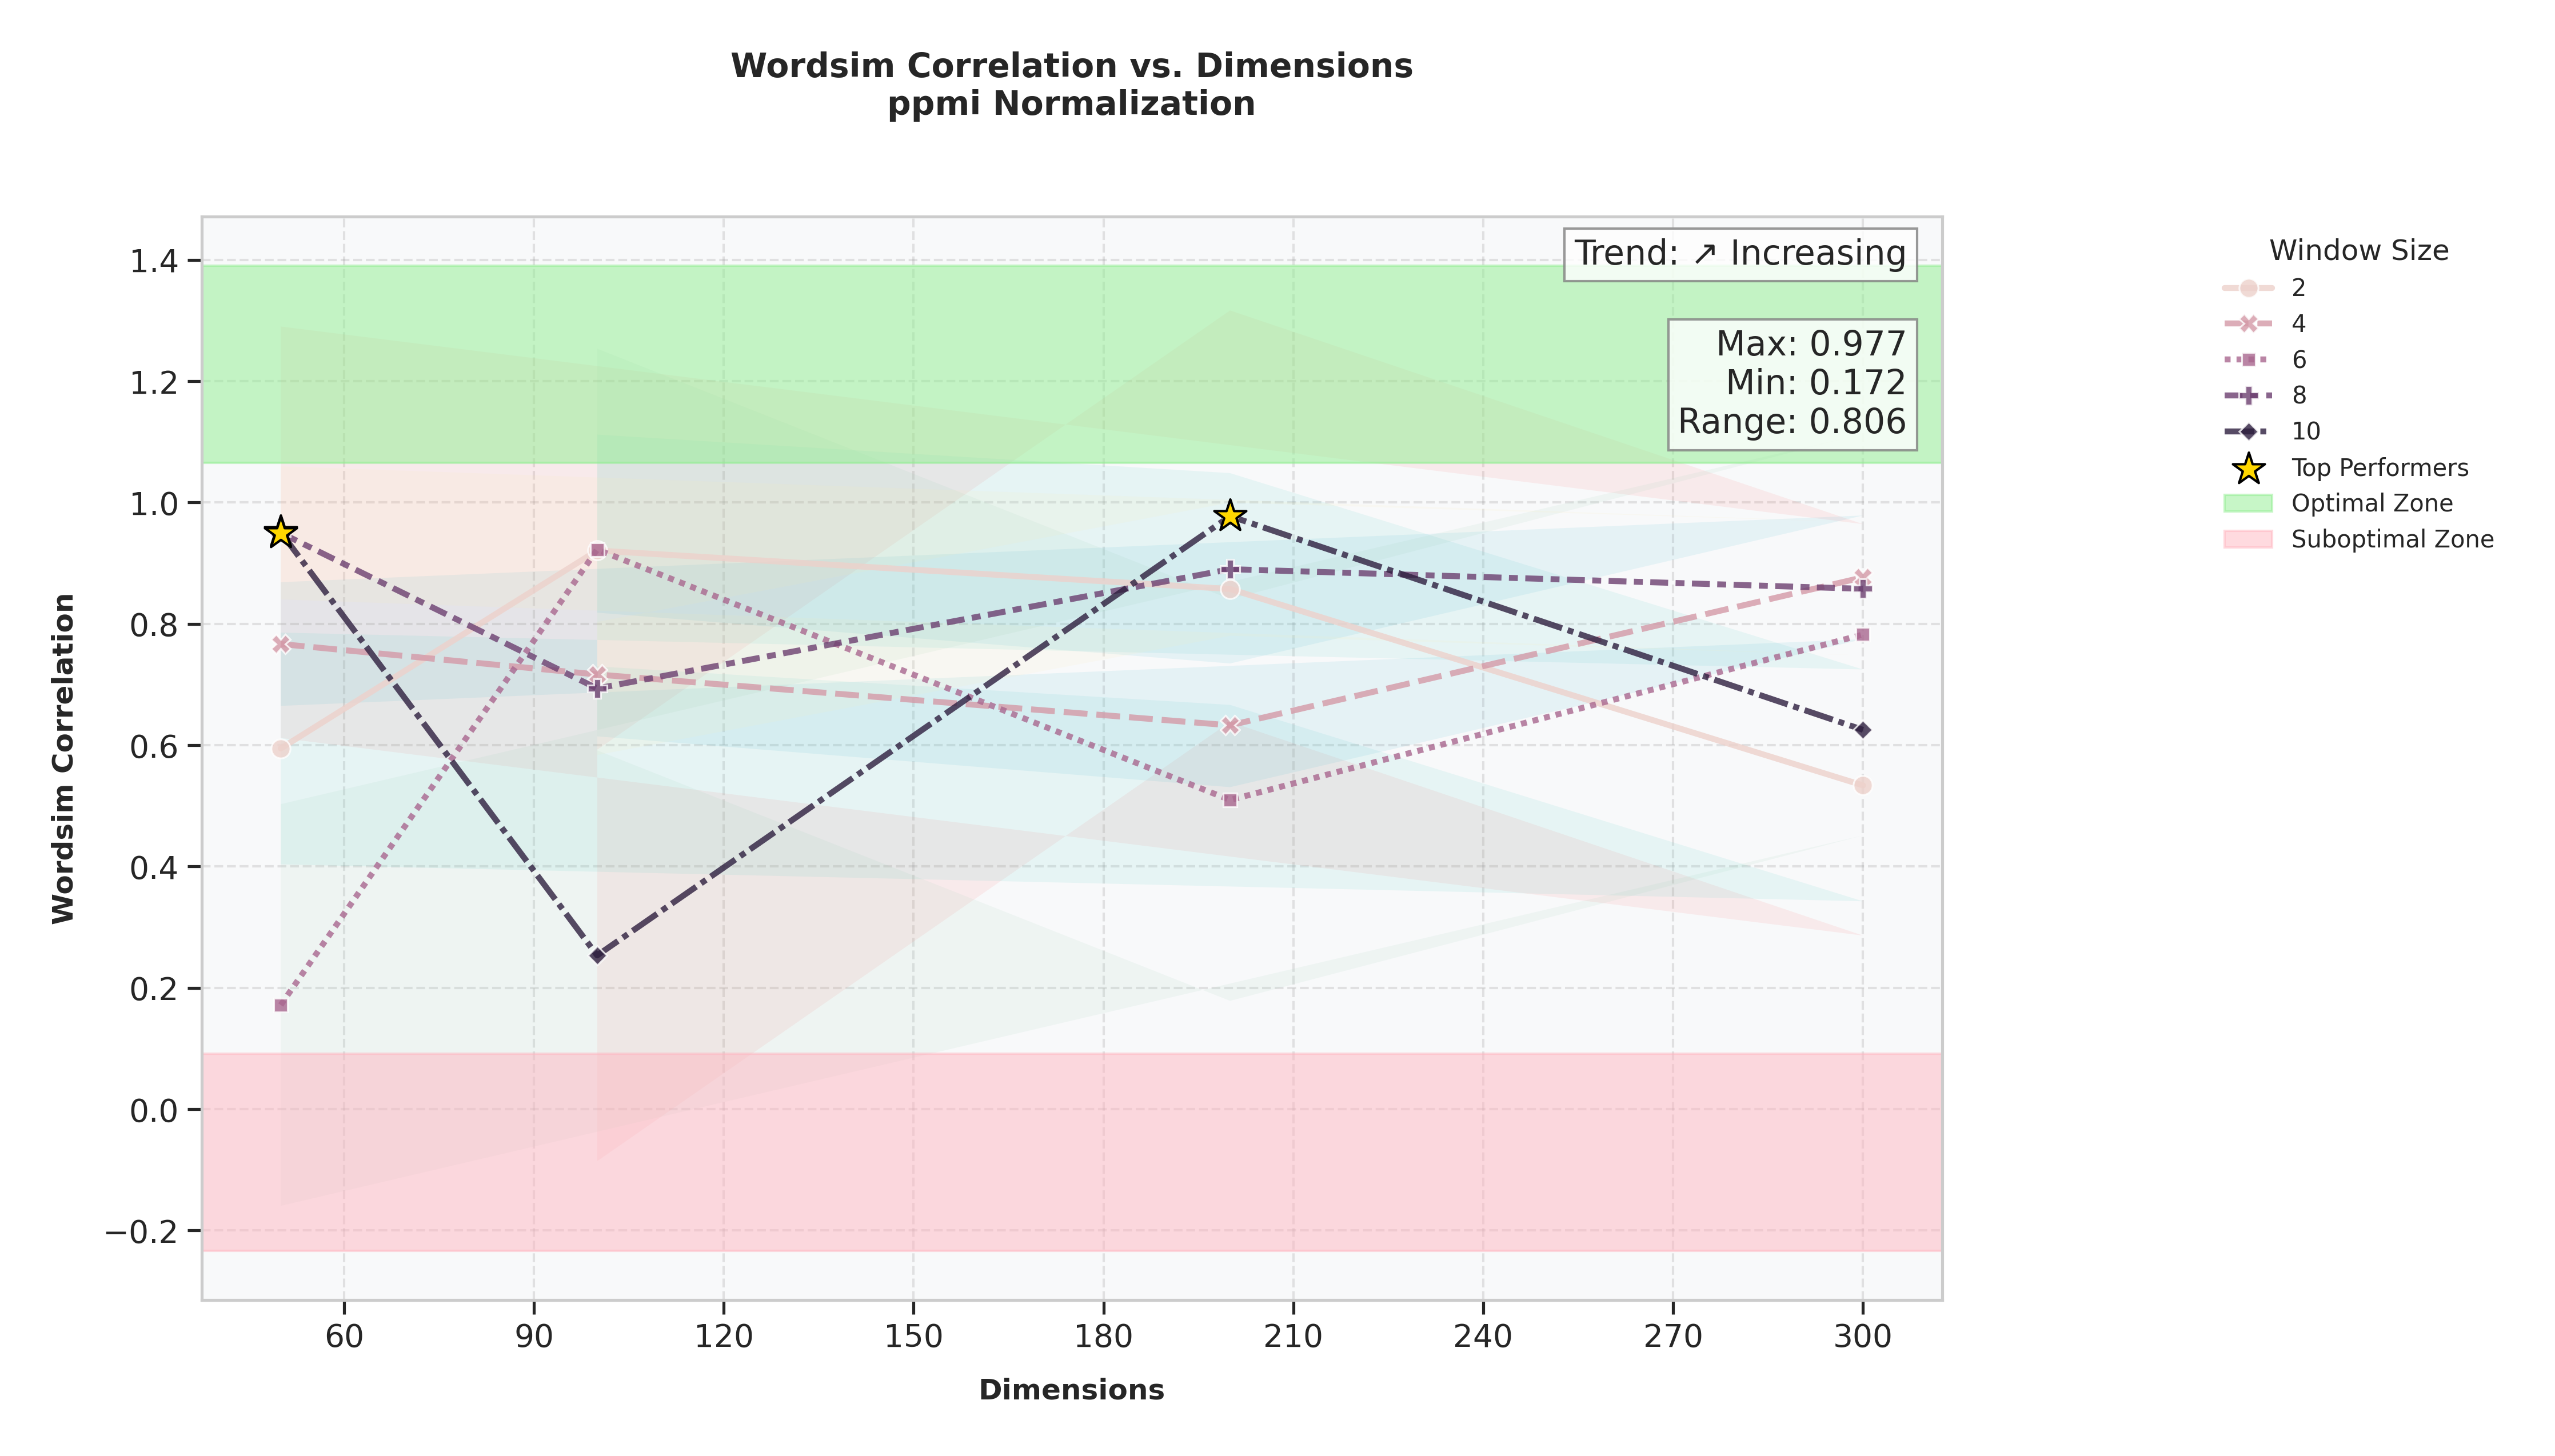 Wordsim Correlation vs. Dimensions
ppmi Normalization
Trend: ↗ Increasing
Max: 0.977
Min: 0.172
Range: 0.806
1.4
1.2
1.0
0.8
0.6
0.4
0.2
0.0
−0.2
Wordsim Correlation
60 90 120 150 180 210 240 270 300
Dimensions
Window Size
2
4
6
8
10
Top Performers
Optimal Zone
Suboptimal Zone